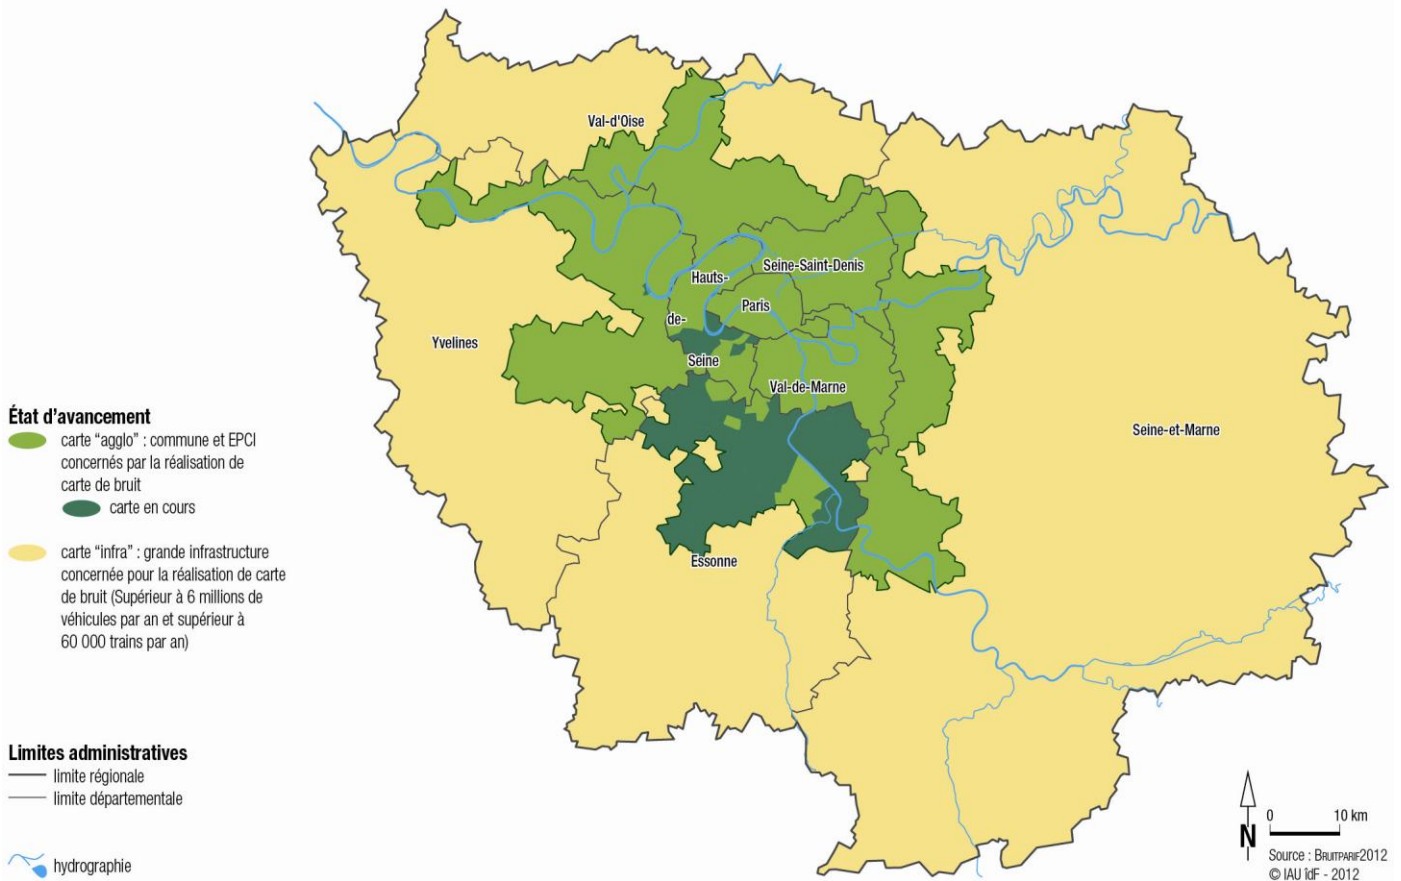 Val-d'Oise
Seine-Saint-Denis
Hauts-
Paris
de-
Yvelines
Seine
Val-de-Marne
Seine-et-Marne
Essonne
État d'avancement
carte "agglo" : commune et EPCI
concernés par la réalisation de
carte de bruit
carte en cours
carte "infra" : grande infrastructure
concernée pour la réalisation de carte
de bruit (Supérieur à 6 millions de
véhicules par an et supérieur à
60 000 trains par an)
Limites administratives
limite régionale
limite départementale
hydrographie
N
0 10 km
Source : BRUITPARIF2012
© IAU îdF - 2012